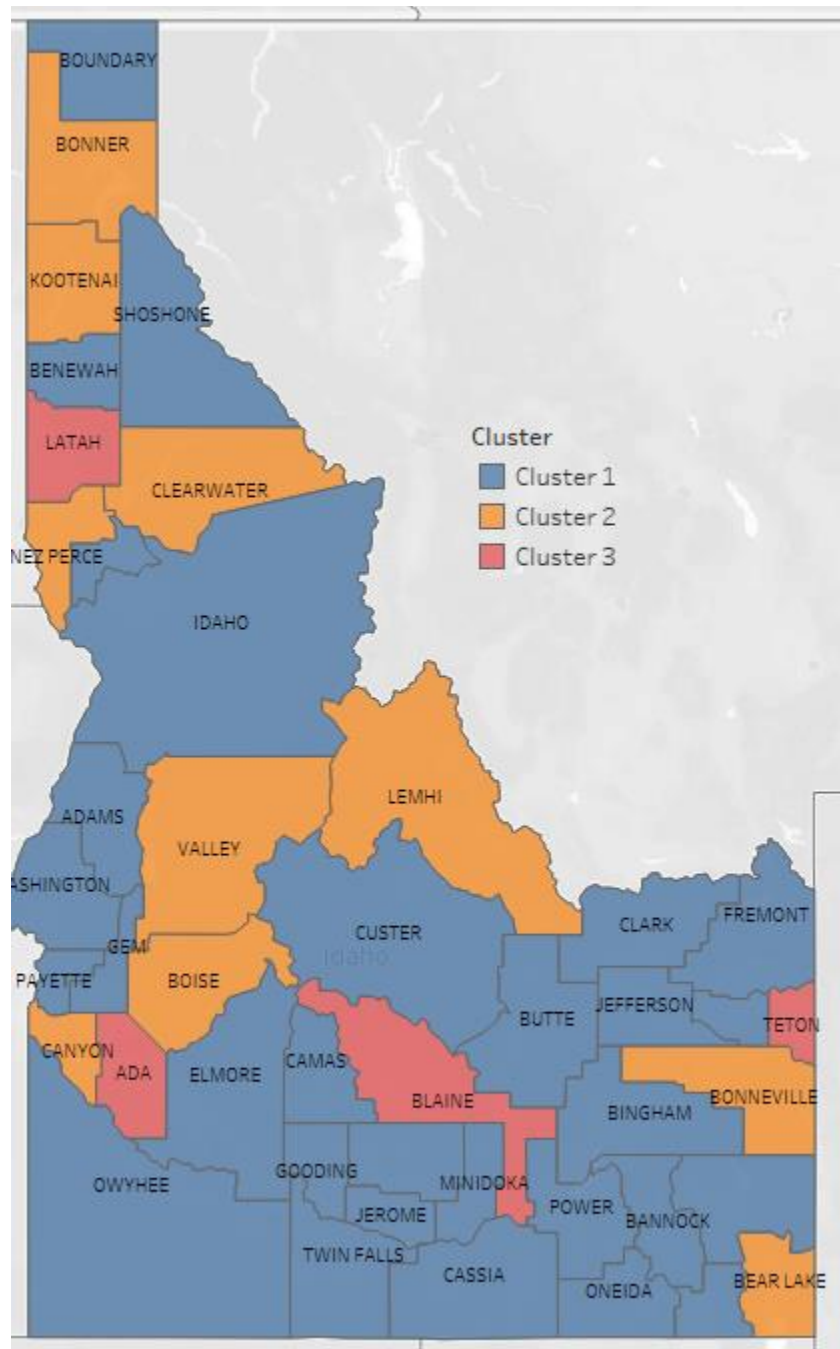 BOUNDARY
BONNER
KOOTENAI
SHOSHONE
BENEWAH
LATAH
Cluster
Cluster 1
Cluster 2
Cluster 3
CLEARWATER
NEZ PERCE
IDAHO
LEMHI
ADAMS
VALLEY
ASHINGTON
CLARK
FREMONT
CUSTER
GEM
Idaho
PAYETTE
BOISE
JEFFERSON
BUTTE
TETON
CANYON
ADA
ELMORE
CAMAS
BLAINE
BONNEVILLE
BINGHAM
GOODING
OWYHEE
MINIDOKA
POWER
JEROME
BANNOCK
TWIN FALLS
CASSIA
BEAR LAKE
ONEIDA